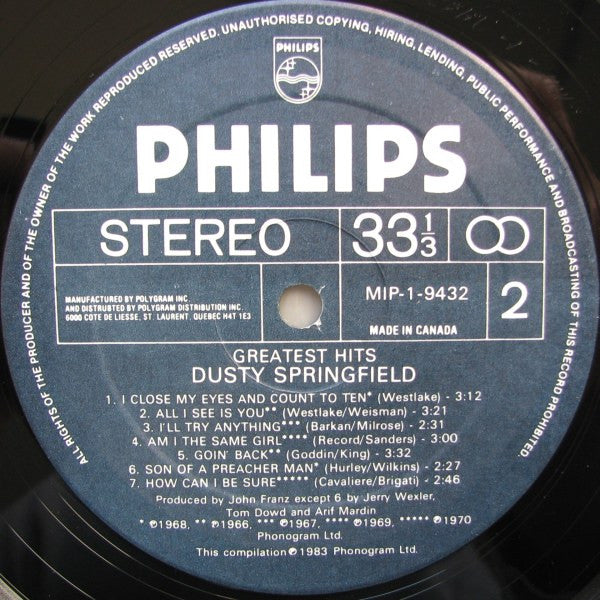 ALL RIGHTS OF THE PRODUCER AND OF THE OWNER OF THE WORK REPRODUCED RESERVED. UNAUTHORISED COPYING, HIRING, LENDING, PUBLIC PERFORMANCE AND BROADCASTING OF THIS RECORD PROHIBITED.
PHILIPS
PHILIPS
STEREO
33 1/3
MANUFACTURED BY POLYGRAM INC.
AND DISTRUBTED BY POLYGRAM DISTRIBUTION INC.
6000 COTE DE LIESSE, ST. LAURENT, QUEBEC H4T 1E3
MIP-1-9432
2
MADE IN CANADA
GREATEST HITS
DUSTY SPRINGFIELD
1. I CLOSE MY EYES AND COUNT TO TEN* (Westlake) - 3:12
2. ALL I SEE IS YOU** (Westlake/Weisman) - 3:21
3. I'LL TRY ANYTHING*** (Barkan/Milrose) - 2:31
4. AM I THE SAME GIRL**** (Record/Sanders) - 3:00
5. GOIN' BACK** (Goddin/King) - 3:32
6. SON OF A PREACHER MAN* (Hurley/Wilkins) - 2:27
7. HOW CAN I BE SURE***** (Cavaliere/Brigati) - 2:46
Produced by John Franz except 6 by Jerry Wexler,
Tom Dowd and Arif Mardin
* ℗1968, ** ℗1966, *** ℗1967, **** ℗1969, ***** ℗1970
Phonogram Ltd.
This compilation ℗ 1983 Phonogram Ltd.